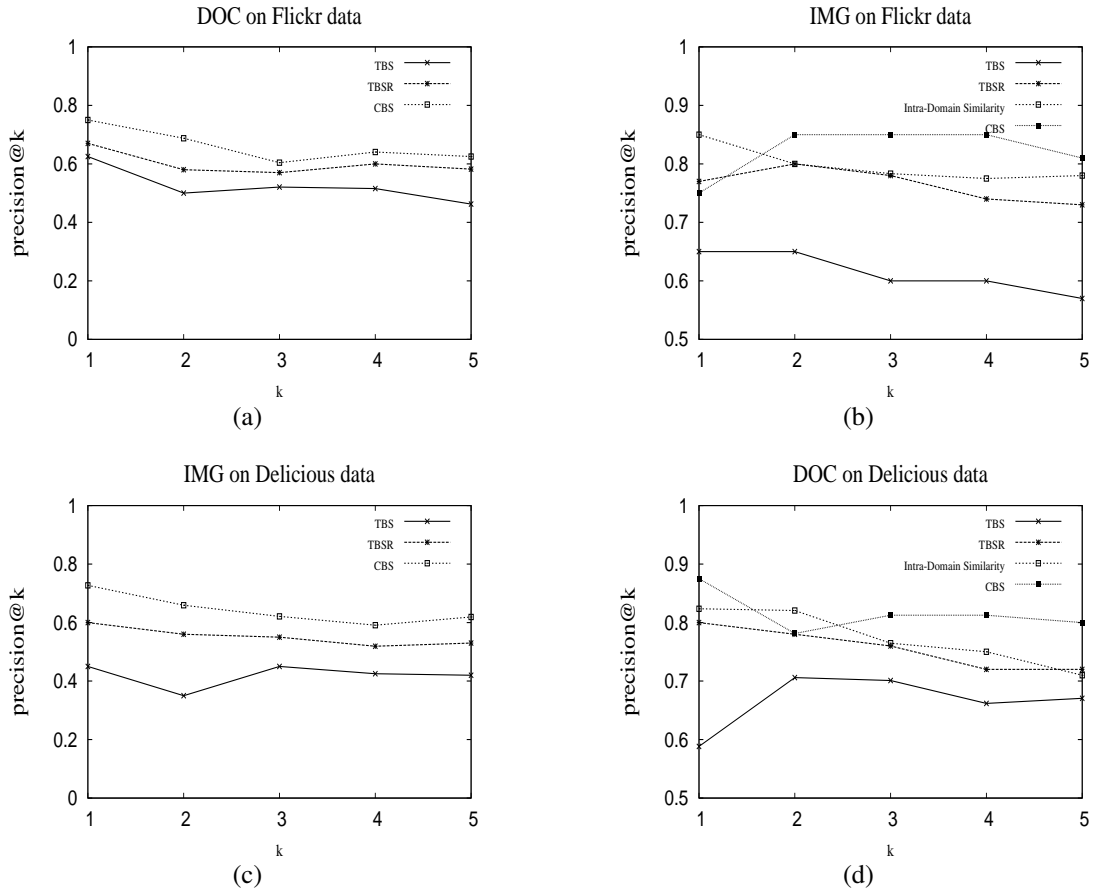 DOC on Flickr data
1
0.8
0.6
0.4
0.2
0
precision@k
TBS
TBSR
CBS
1 2 3 4 5
k
(a)
IMG on Flickr data
1
0.9
0.8
0.7
0.6
0.5
precision@k
TBS
TBSR
Intra-Domain Similarity
CBS
1 2 3 4 5
k
(b)
IMG on Delicious data
1
0.8
0.6
0.4
0.2
0
precision@k
TBS
TBSR
CBS
1 2 3 4 5
k
(c)
DOC on Delicious data
1
0.9
0.8
0.7
0.6
0.5
precision@k
TBS
TBSR
Intra-Domain Similarity
CBS
1 2 3 4 5
k
(d)